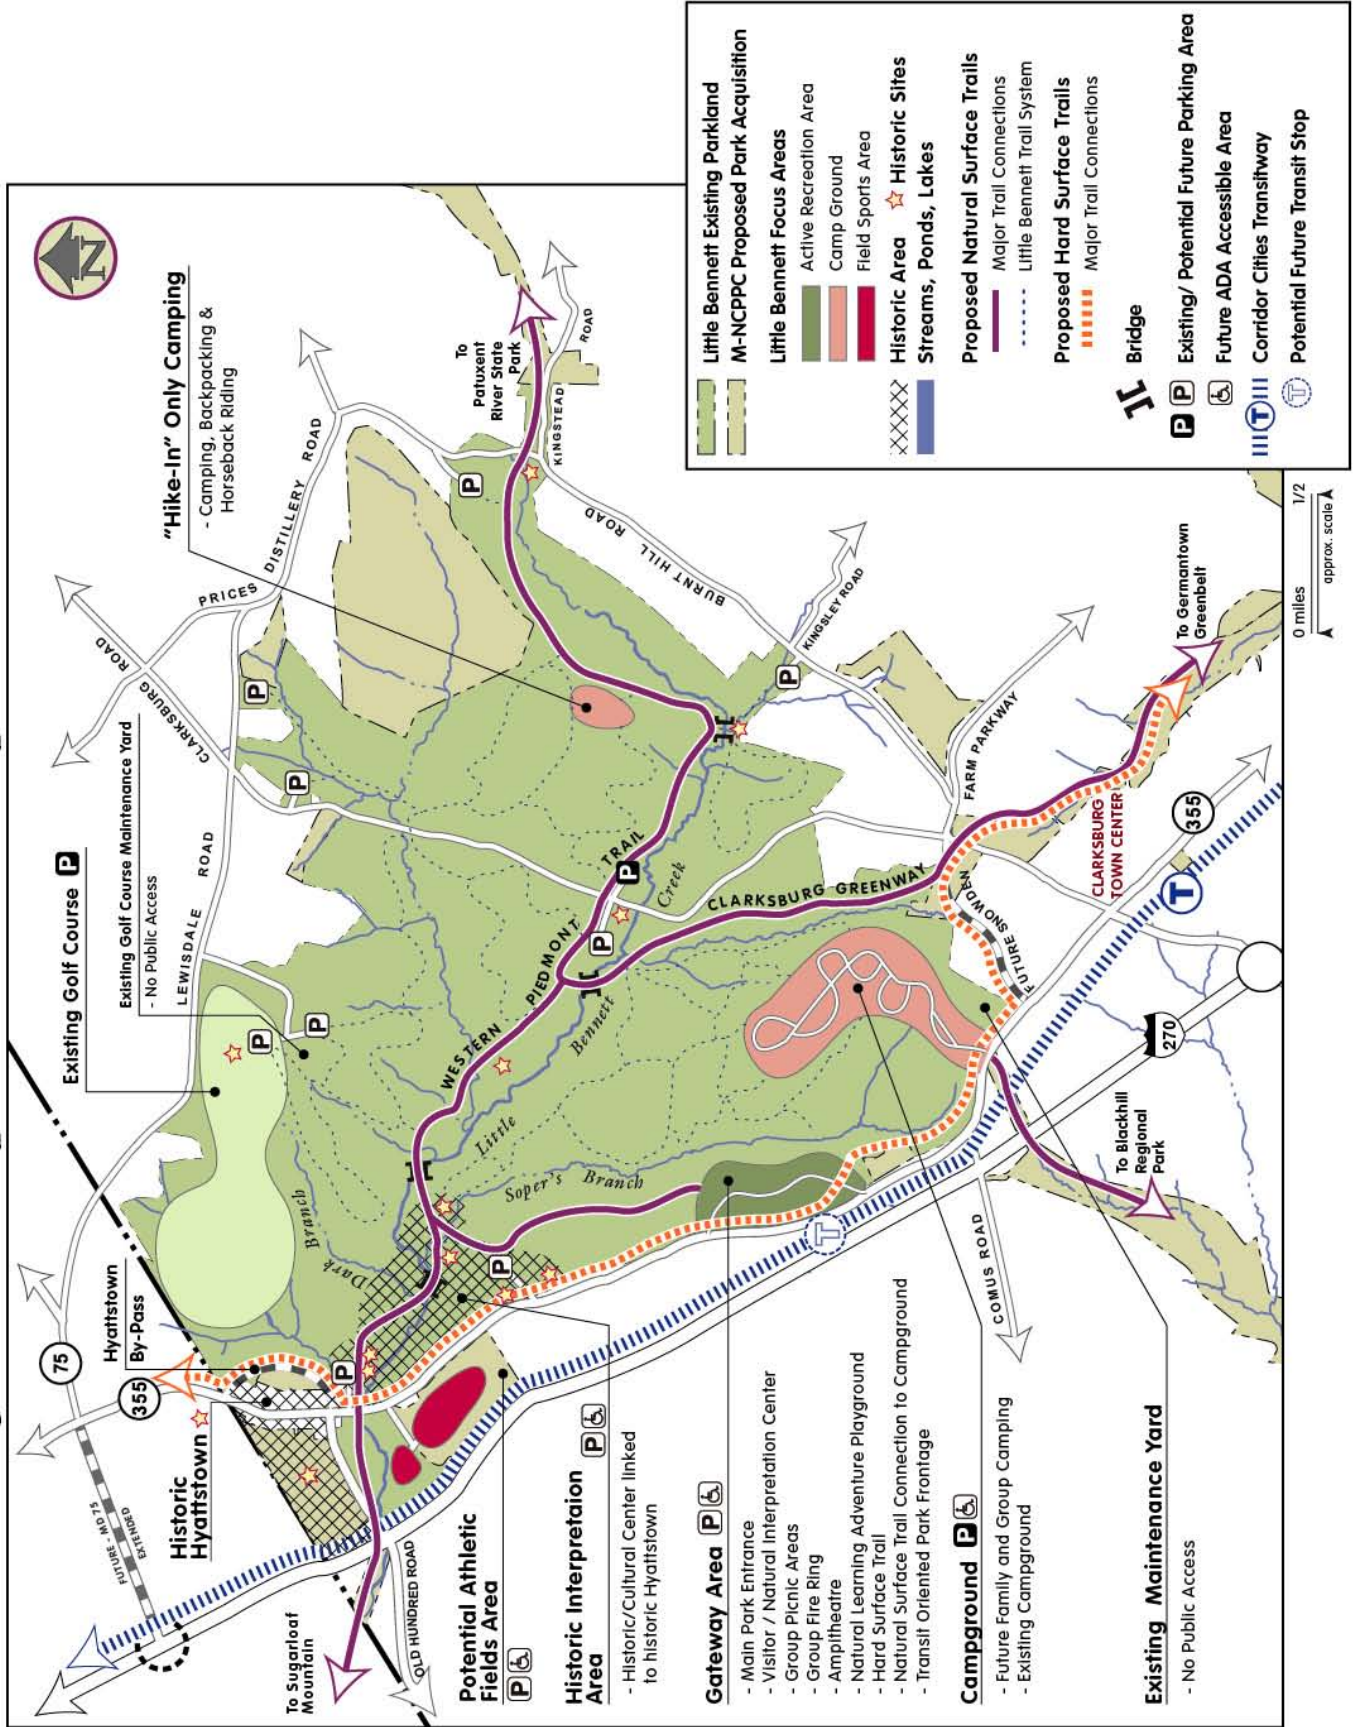 N
"Hike-In" Only Camping
- Camping, Backpacking &
Horseback Riding
To
Patuxent
River State
Park
KINGSTEAD
ROAD
PRICES DISTILLERY ROAD
CLARKSBURG ROAD
BURNT HILL ROAD
KINGSLEY ROAD
Existing Golf Course P
Existing Golf Course Maintenance Yard
- No Public Access
LEWISDALE ROAD
P
P
P
P
P
P
P
P
P
P
P
WESTERN PIEDMONT TRAIL
Little Bennett Creek
CLARKSBURG GREENWAY
FARM PARKWAY
FUTURE SNOWDEN
CLARKSBURG
TOWN CENTER
To Germantown
Greenbelt
355
T
270
To Blackhill
Regional
Park
COMUS ROAD
T
Soper's Branch
Dark Branch
Hyattstown
By-Pass
75
355
FUTURE - MD 75
EXTENDED
Historic
Hyattstown
To Sugarloaf
Mountain
OLD HUNDRED ROAD
Potential Athletic
Fields Area
P
Historic Interpretaion
Area P
- Historic/Cultural Center linked
to historic Hyattstown
Gateway Area P
- Main Park Entrance
- Visitor / Natural Interpretation Center
- Group Picnic Areas
- Group Fire Ring
- Ampitheatre
- Natural Learning Adventure Playground
- Hard Surface Trail
- Natural Surface Trail Connection to Campground
- Transit Oriented Park Frontage
Campground P
- Future Family and Group Camping
- Existing Campground
Existing Maintenance Yard
- No Public Access
Little Bennett Existing Parkland
M-NCPPC Proposed Park Acquisition
Little Bennett Focus Areas
Active Recreation Area
Camp Ground
Field Sports Area
Historic Area
Historic Sites
Streams, Ponds, Lakes
Proposed Natural Surface Trails
Major Trail Connections
Little Bennett Trail System
Proposed Hard Surface Trails
Major Trail Connections
Bridge
P P Existing/ Potential Future Parking Area
Future ADA Accessible Area
T Corridor Cities Transitway
T Potential Future Transit Stop
0 miles 1/2
approx. scale